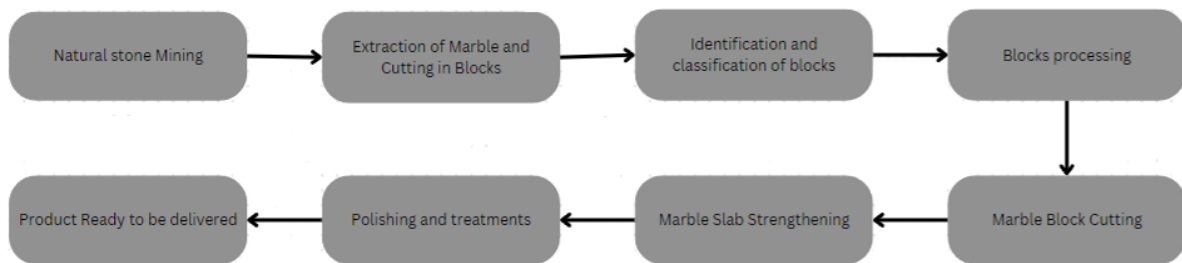 Natural stone Mining
Extraction of Marble and
Cutting in Blocks
Identification and
classification of blocks
Blocks processing
Marble Block Cutting
Marble Slab Strengthening
Polishing and treatments
Product Ready to be delivered